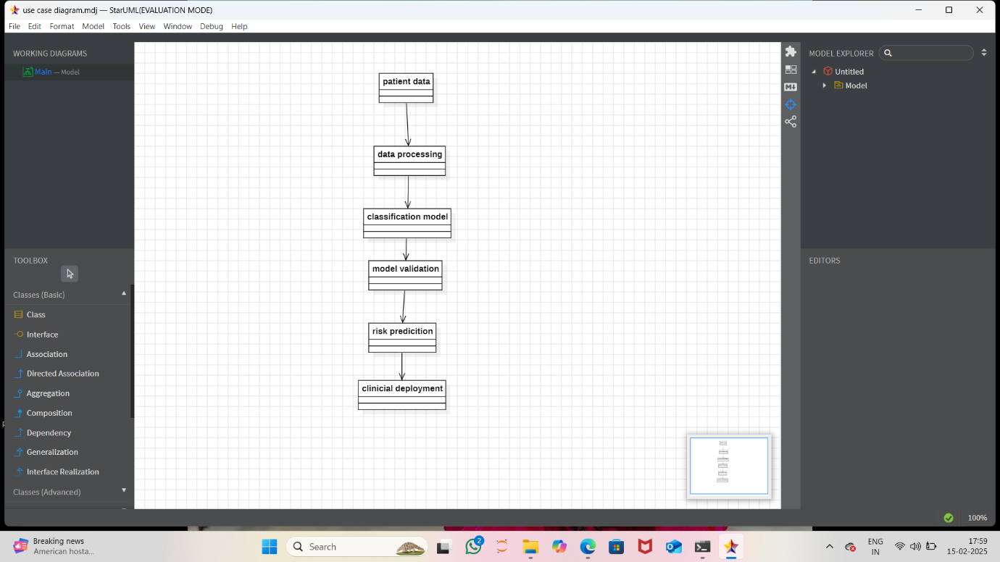 use case diagram.mdj — StarUML(EVALUATION MODE)
File Edit Format Model Tools View Window Debug Help
WORKING DIAGRAMS
Main — Model
TOOLBOX
Classes (Basic)
Class
Interface
Association
Directed Association
Aggregation
Composition
Dependency
Generalization
Interface Realization
Classes (Advanced)
patient data
data processing
classification model
model validation
risk predicition
clinicial deployment
M↓
MODEL EXPLORER
Untitled
Model
EDITORS
100%
Breaking news
American hosta...
Search
2
ENG
IN
17:59
15-02-2025